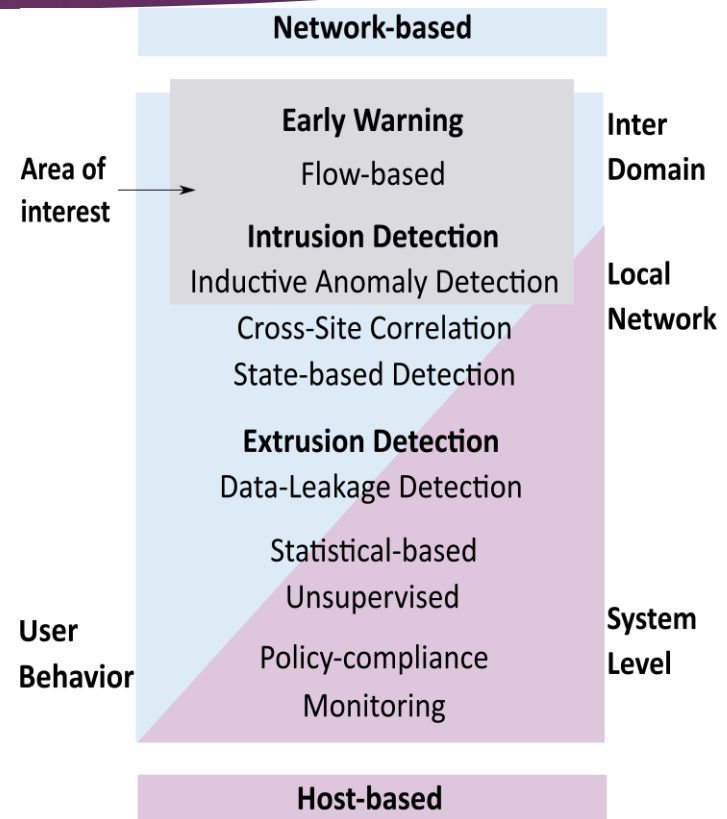 Network-based
Early Warning
Flow-based
Intrusion Detection
Inductive Anomaly Detection
Cross-Site Correlation
State-based Detection
Extrusion Detection
Data-Leakage Detection
Statistical-based
Unsupervised
Policy-compliance
Monitoring
Host-based
Area of
interest
User
Behavior
Inter
Domain
Local
Network
System
Level